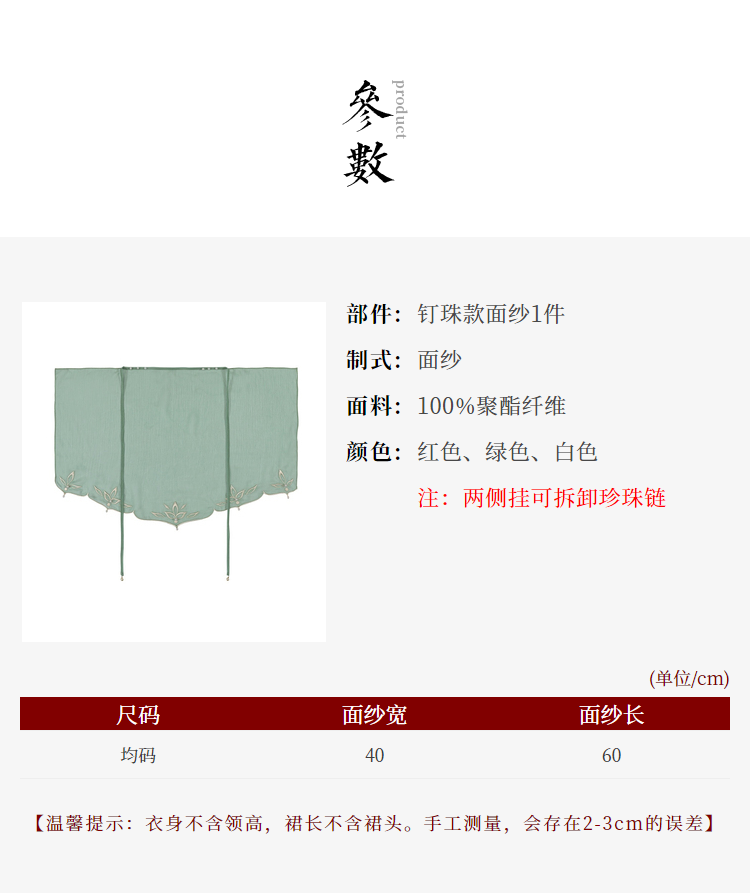 參數
product
部件：钉珠款面纱1件
制式：面纱
面料：100%聚酯纤维
颜色：红色、绿色、白色
注：两侧挂可拆卸珍珠链
(单位/cm)
尺码 面纱宽 面纱长
均码 40 60
【温馨提示：衣身不含领高，裙长不含裙头。手工测量，会存在2-3cm的误差】